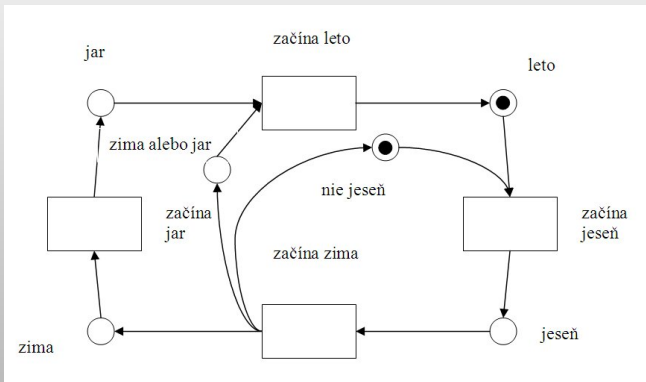 začína leto
jar
leto
zima alebo jar
nie jeseň
začína
jar
začína
jeseň
začína zima
jeseň
zima